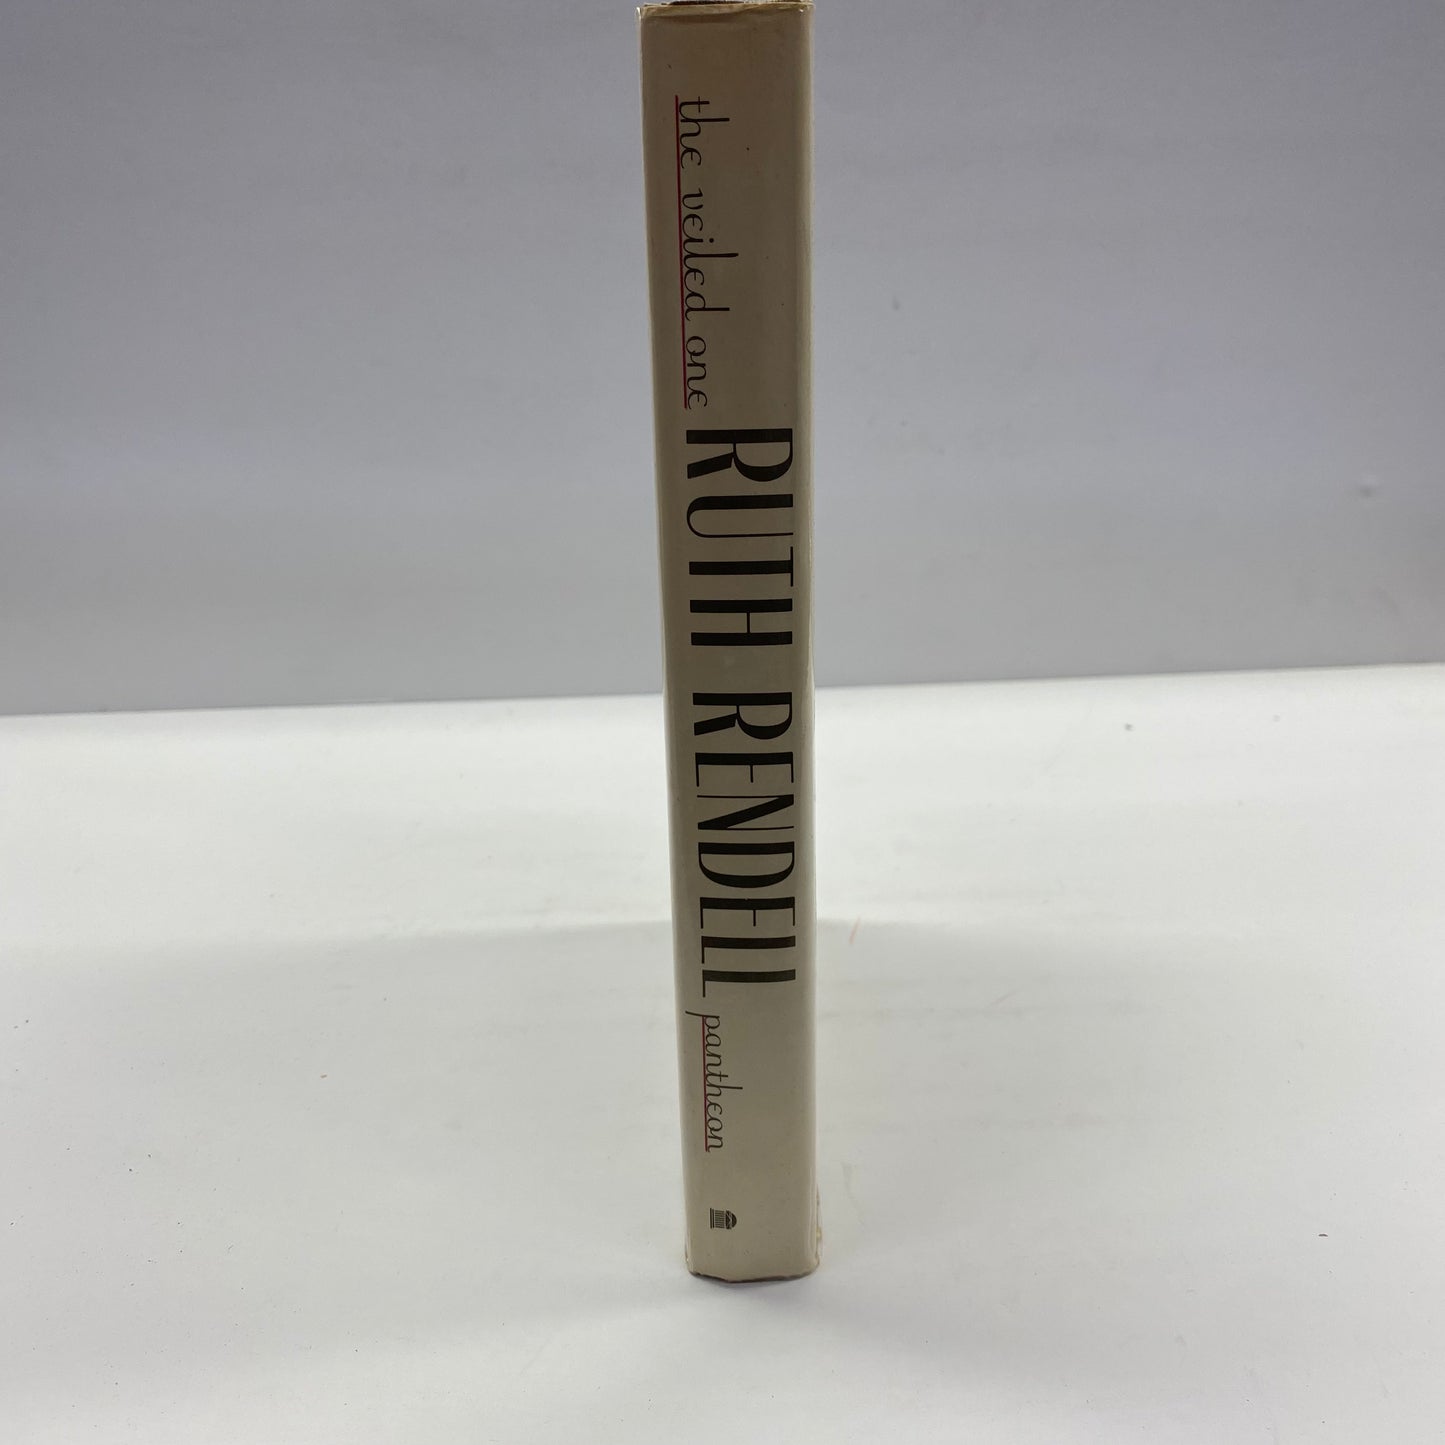 the veiled one
RUTH RENDELL
pantheon